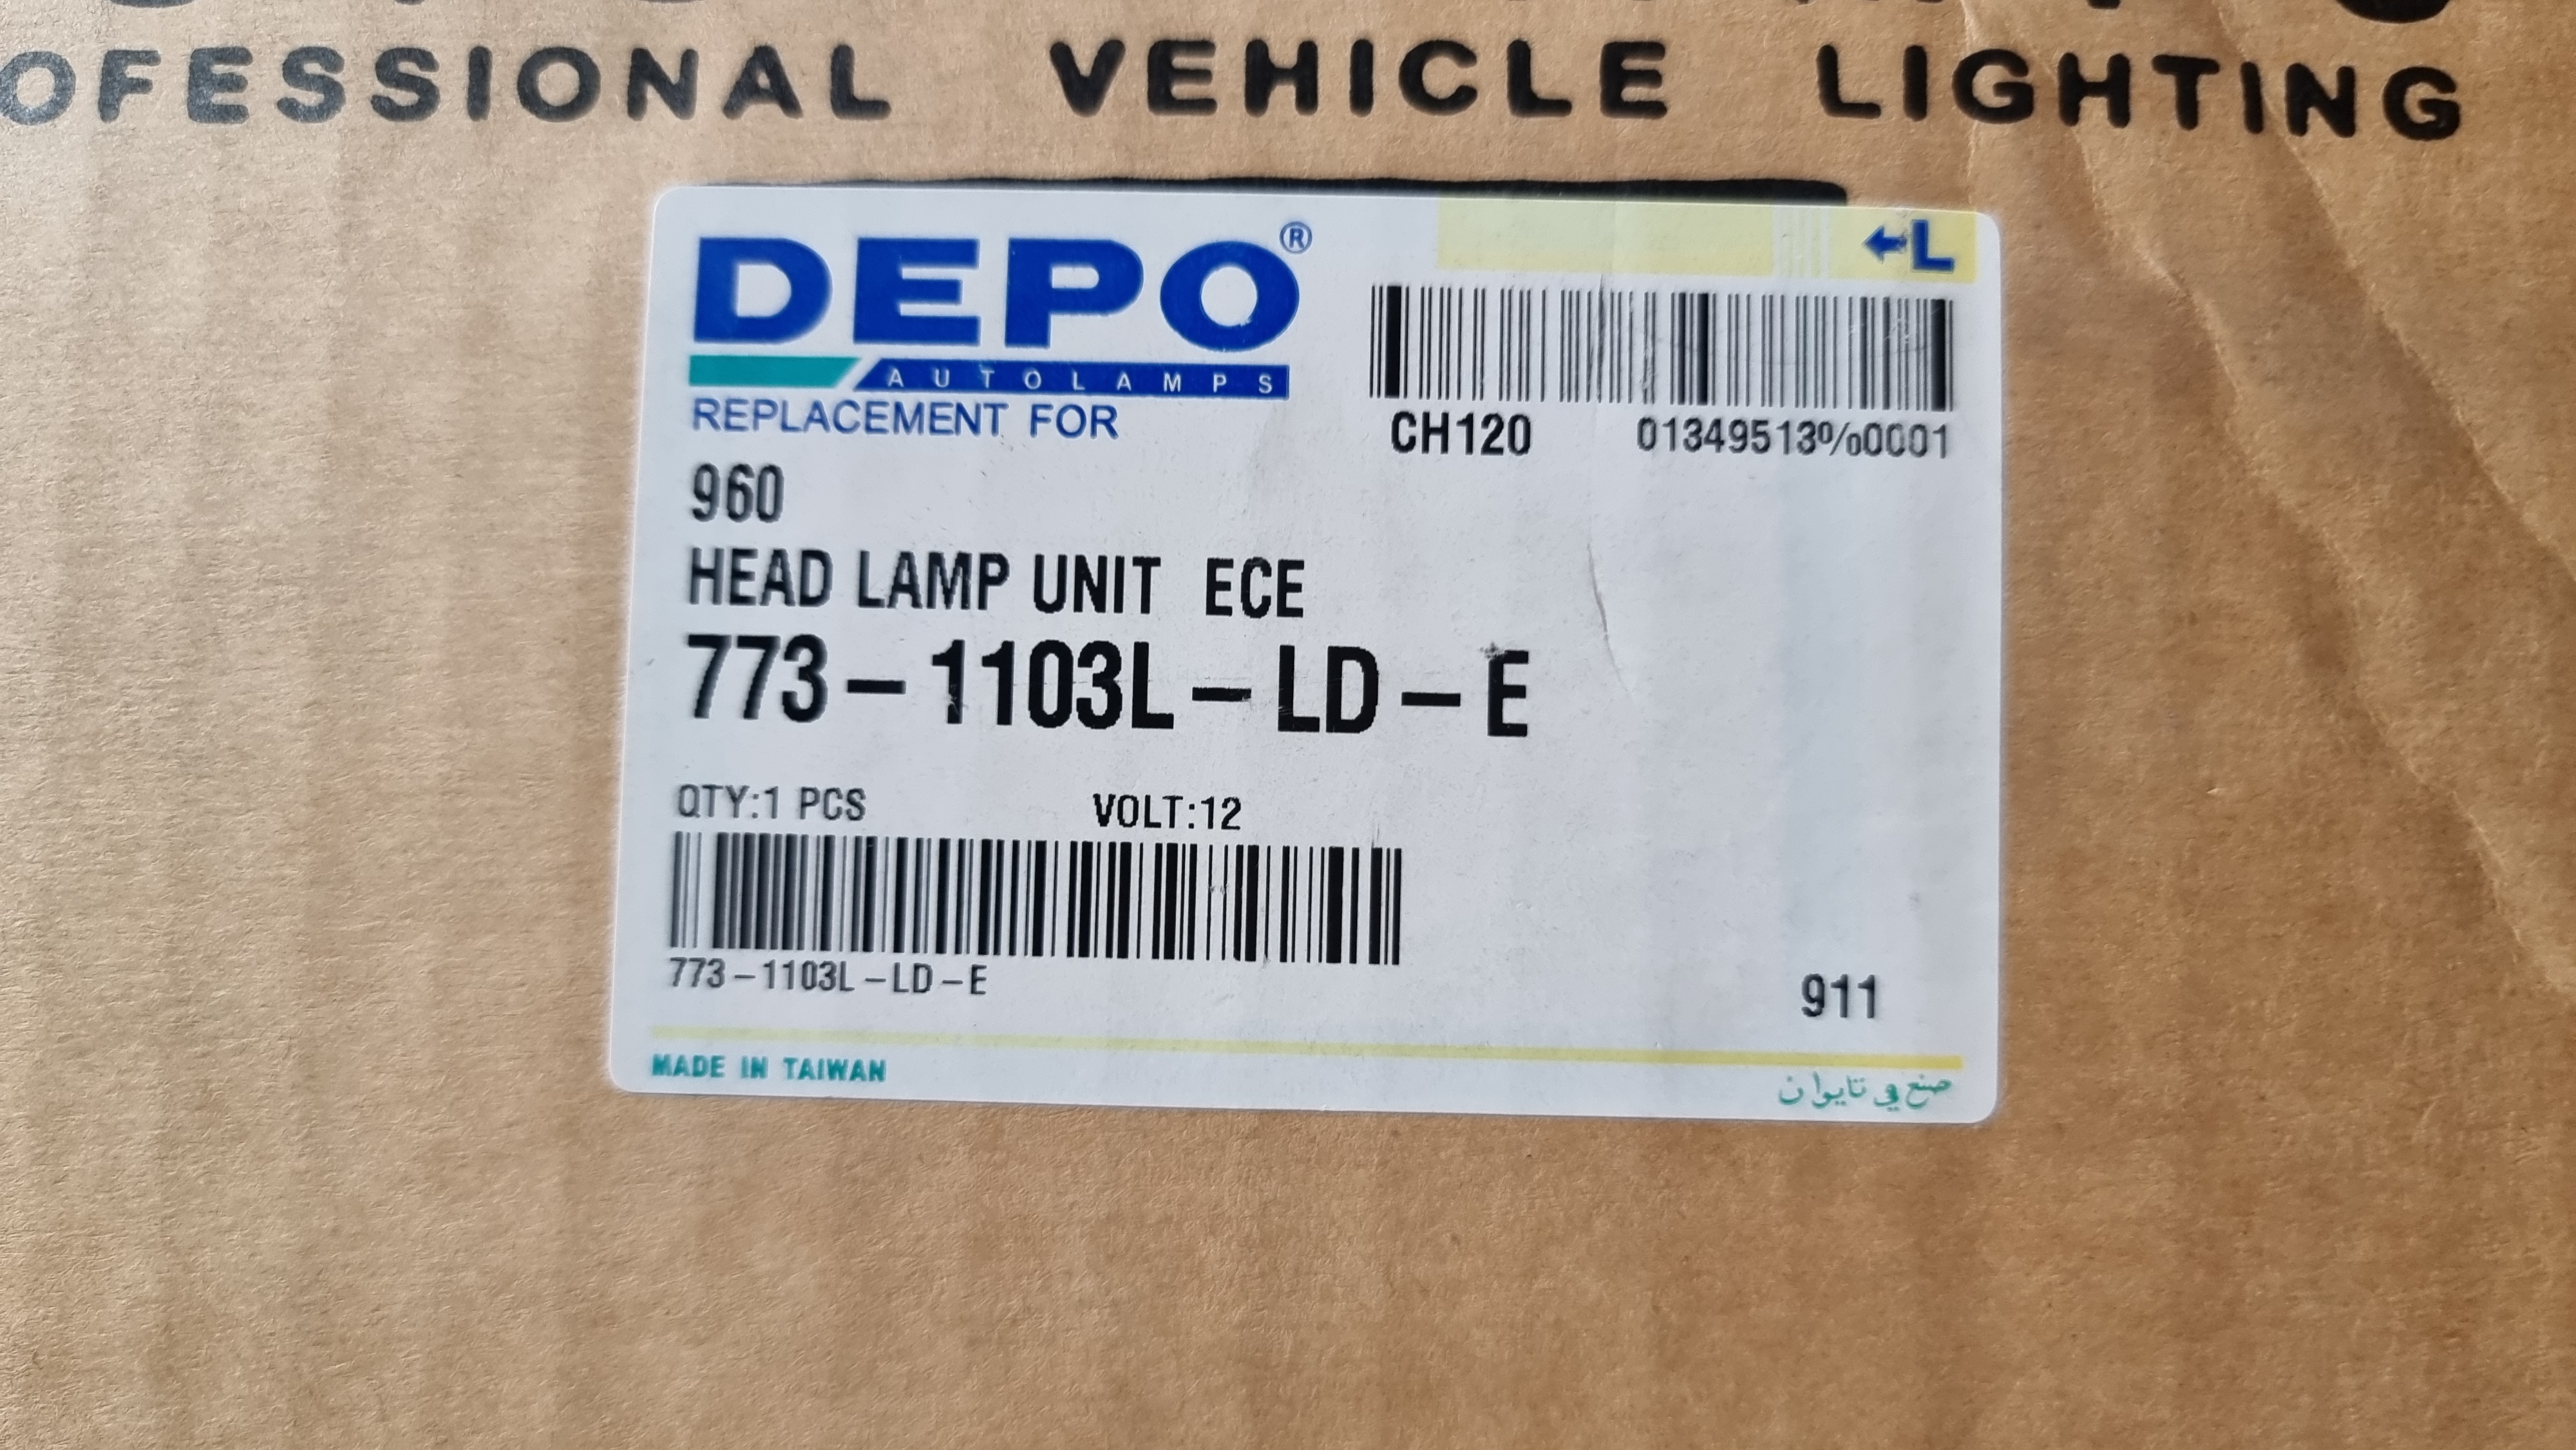 OFESSIONAL VEHICLE LIGHTING
DEPO®
←L
AUTOLAMPS
REPLACEMENT FOR
CH120 01349513%0001
960
HEAD LAMP UNIT ECE
773-1103L-LD-E
QTY:1 PCS VOLT:12
773-1103L-LD-E
911
MADE IN TAIWAN
صنع في تايوان